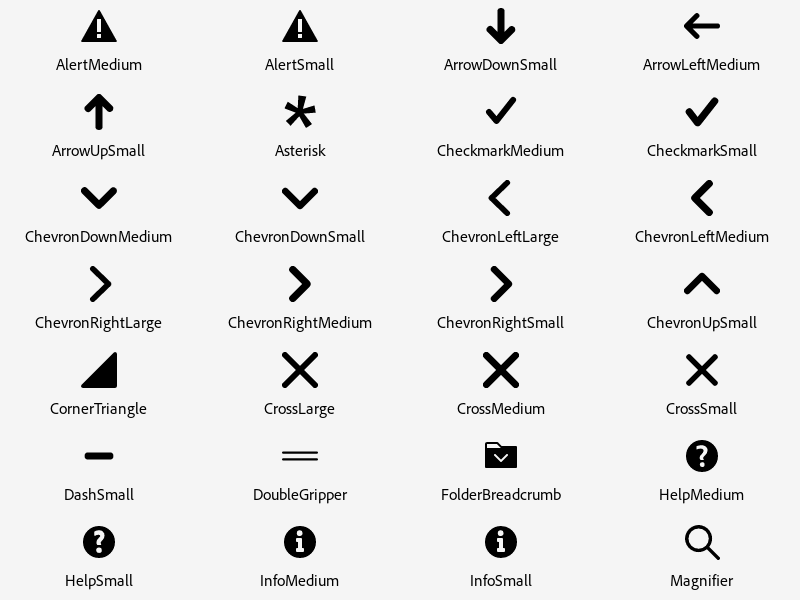 AlertMedium
AlertSmall
ArrowDownSmall
ArrowLeftMedium
ArrowUpSmall
Asterisk
CheckmarkMedium
CheckmarkSmall
ChevronDownMedium
ChevronDownSmall
ChevronLeftLarge
ChevronLeftMedium
ChevronRightLarge
ChevronRightMedium
ChevronRightSmall
ChevronUpSmall
CornerTriangle
CrossLarge
CrossMedium
CrossSmall
DashSmall
DoubleGripper
FolderBreadcrumb
HelpMedium
HelpSmall
InfoMedium
InfoSmall
Magnifier